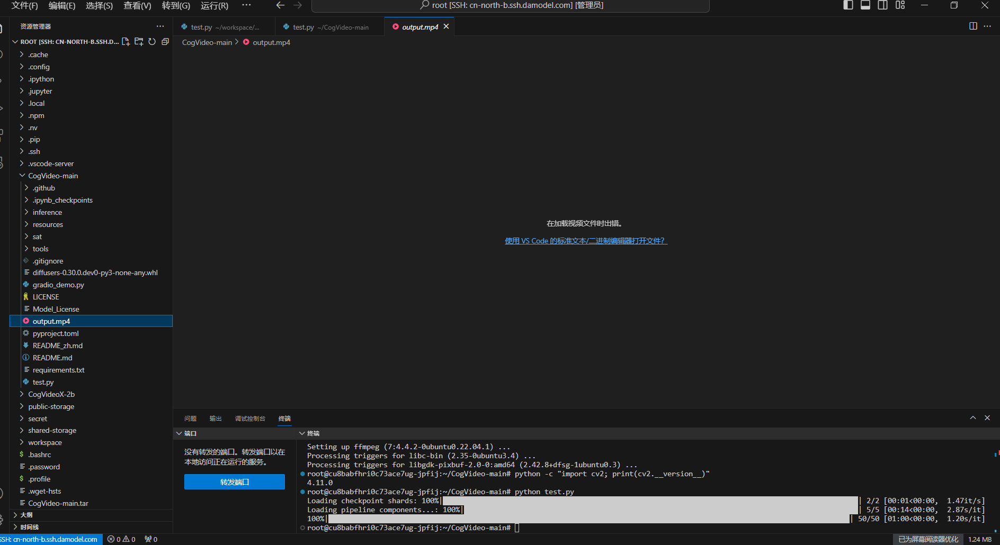 文件(F) 编辑(E) 选择(S) 查看(V) 转到(G) 运行(R) ···
root [SSH: cn-north-b.ssh.damodel.com] [管理员]
资源管理器
ROOT [SSH: CN-NORTH-B.SSH.D...
.cache
.config
.ipython
.jupyter
.local
.npm
.nv
.pip
.ssh
.vscode-server
CogVideo-main
.github
.ipynb_checkpoints
inference
resources
sat
tools
.gitignore
diffusers-0.30.0.dev0-py3-none-any.whl
gradio_demo.py
LICENSE
Model_License
output.mp4
pyproject.toml
README_zh.md
README.md
requirements.txt
test.py
CogVideoX-2b
public-storage
secret
shared-storage
workspace
.bashrc
.password
.profile
.wget-hsts
CogVideo-main.tar
大纲
时间线
test.py ~/workspace/...
test.py ~/CogVideo-main
output.mp4
CogVideo-main > output.mp4
在加载视频文件时出错。
使用 VS Code 的标准文本/二进制编辑器打开文件?
问题 输出 调试控制台 终端
端口
没有转发的端口。转发端口以在
本地访问正在运行的服务。
转发端口
终端
Setting up ffmpeg (7:4.4.2-0ubuntu0.22.04.1) ...
Processing triggers for libc-bin (2.35-0ubuntu3.4) ...
Processing triggers for libgdk-pixbuf-2.0-0:amd64 (2.42.8+dfsg-1ubuntu0.3) ...
root@cu8babfhri0c73ace7ug-jpfij:~/CogVideo-main# python -c "import cv2; print(cv2.__version__)"
4.11.0
root@cu8babfhri0c73ace7ug-jpfij:~/CogVideo-main# python test.py
Loading checkpoint shards: 100%| | 2/2 [00:01<00:00, 1.47it/s]
Loading pipeline components...: 100%| | 5/5 [00:14<00:00, 2.87s/it]
100%| | 50/50 [01:00<00:00, 1.20s/it]
root@cu8babfhri0c73ace7ug-jpfij:~/CogVideo-main#
SSH: cn-north-b.ssh.damodel.com
0 0 0
已为屏幕阅读器优化
1.24 MB